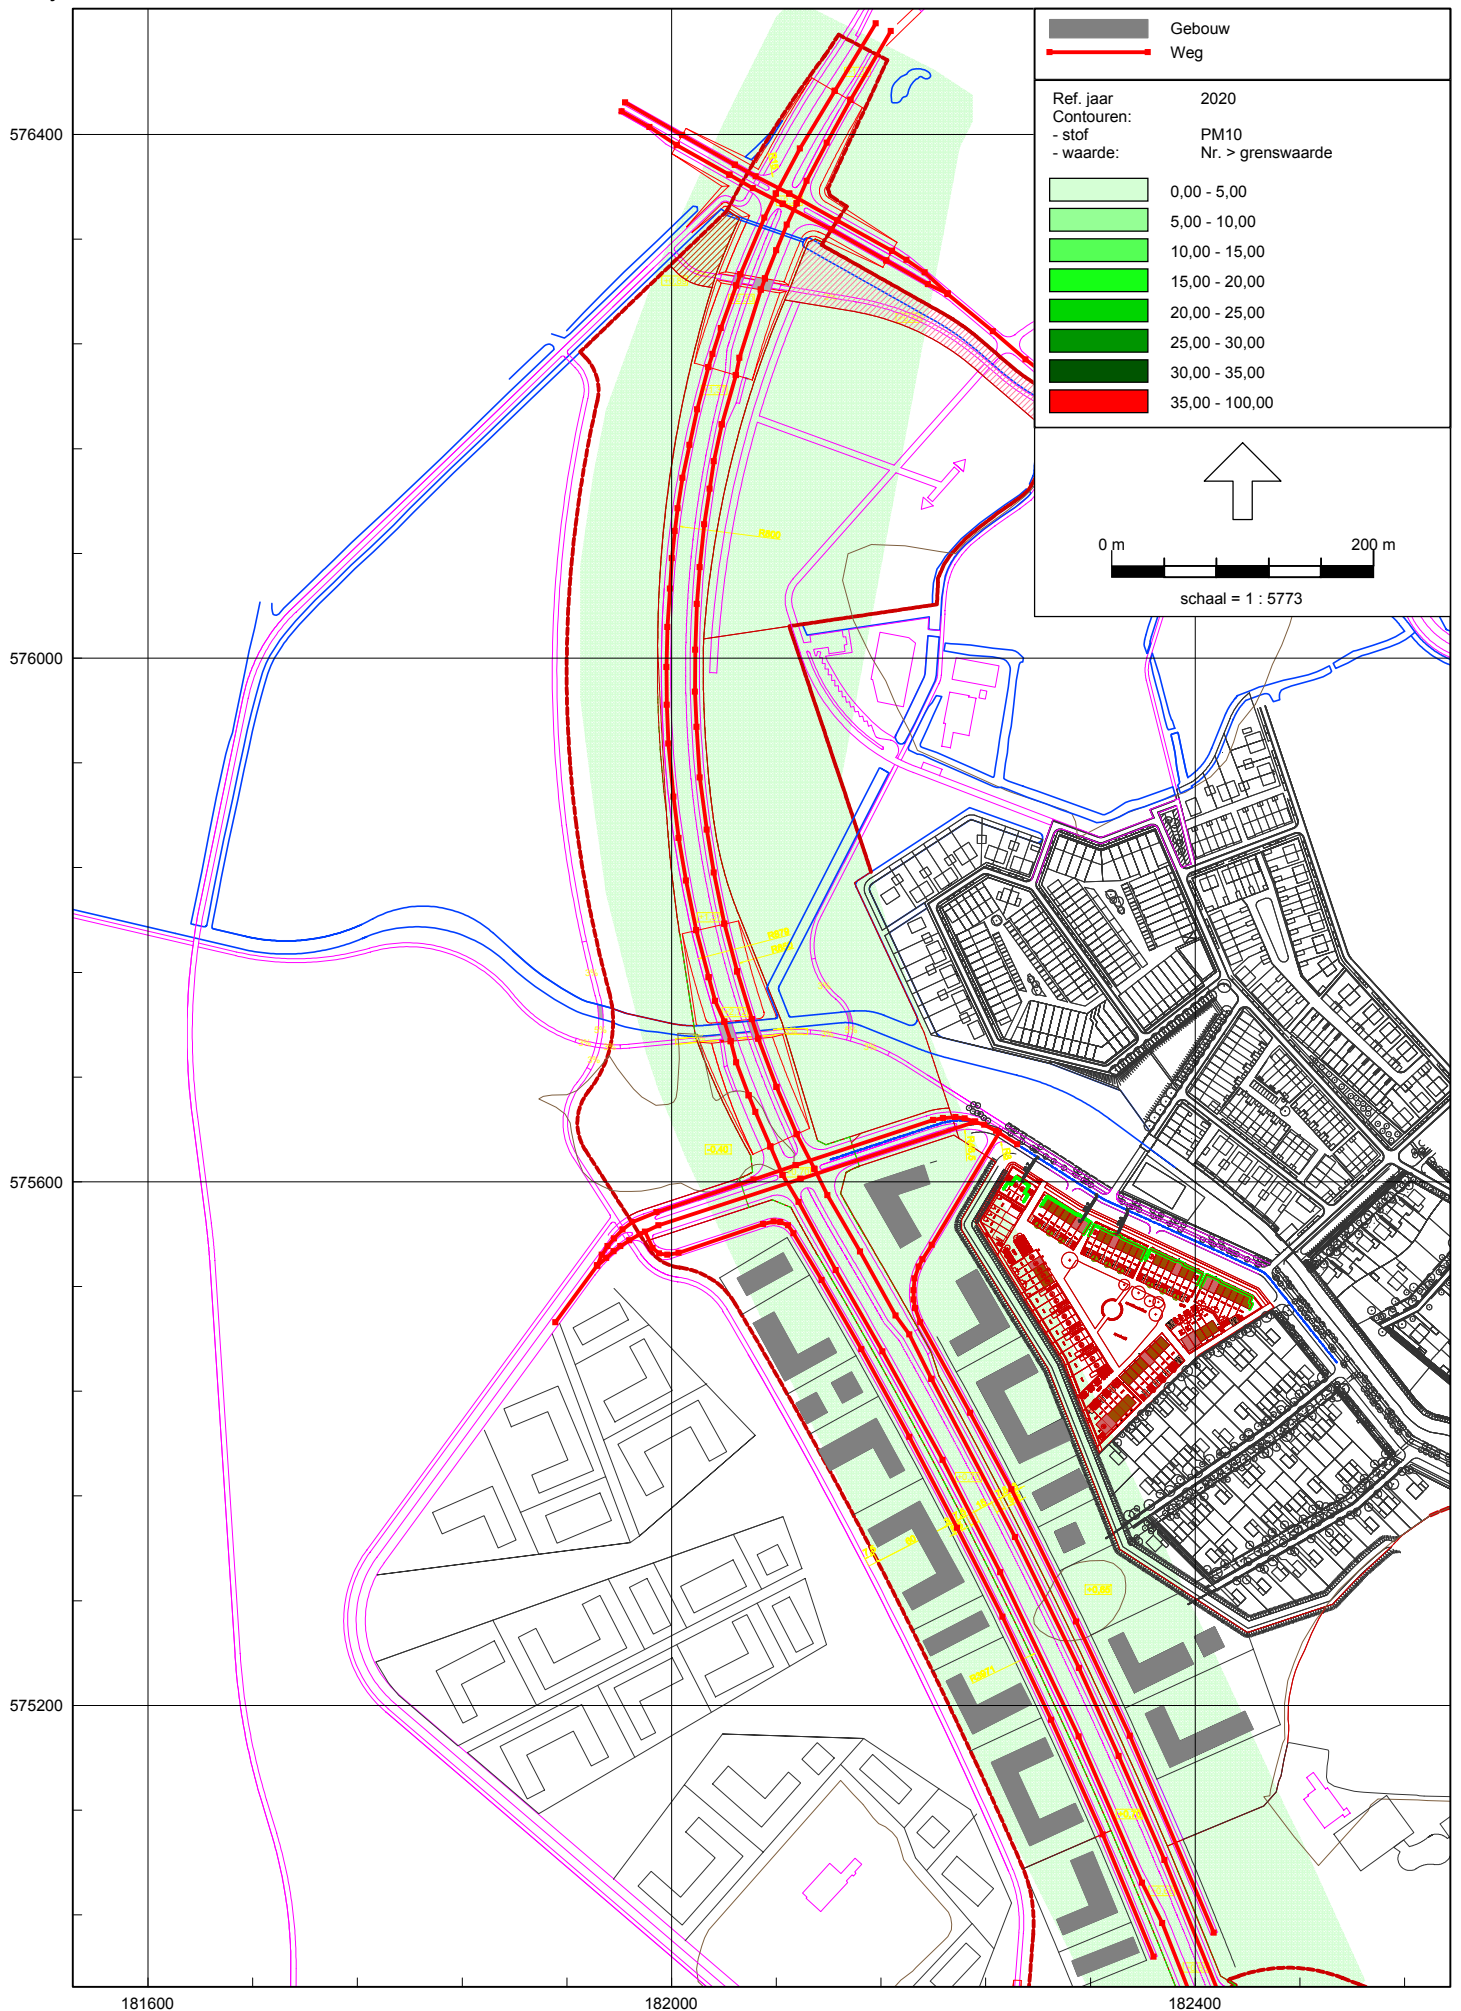 Gebouw
Weg
Ref. jaar 2020
Contouren:
- stof PM10
- waarde: Nr. > grenswaarde
0,00 - 5,00
5,00 - 10,00
10,00 - 15,00
15,00 - 20,00
20,00 - 25,00
25,00 - 30,00
30,00 - 35,00
35,00 - 100,00
0 m 200 m
schaal = 1 : 5773
576400
576000
575600
575200
181600 182000 182400